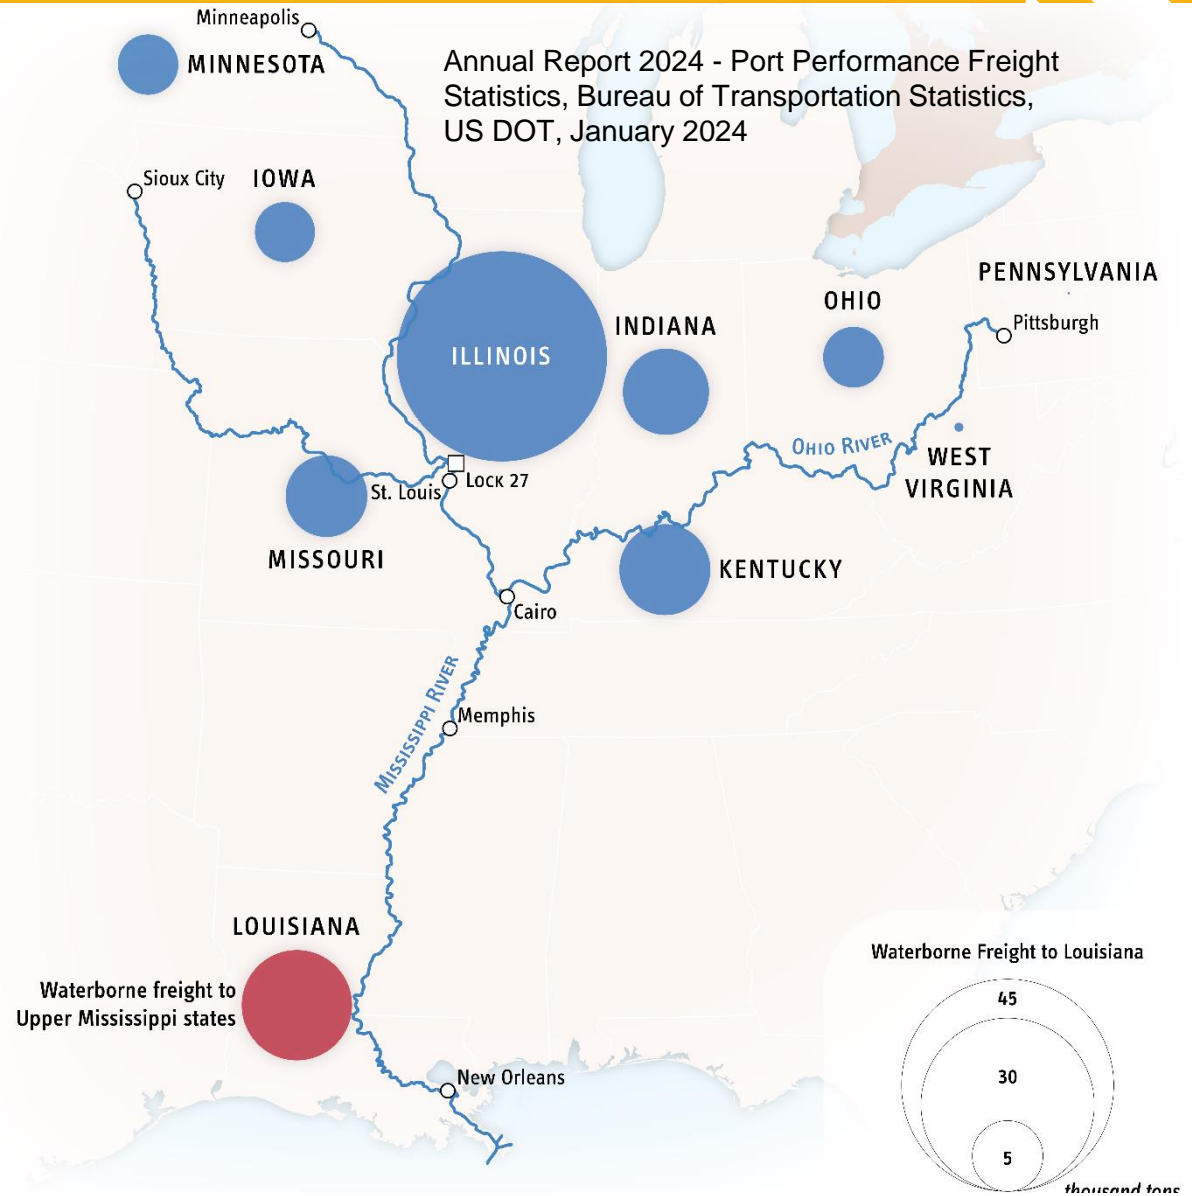 Minneapolis
MINNESOTA
Annual Report 2024 - Port Performance Freight
Statistics, Bureau of Transportation Statistics,
US DOT, January 2024
Sioux City
IOWA
PENNSYLVANIA
OHIO
Pittsburgh
INDIANA
ILLINOIS
OHIO RIVER
WEST
VIRGINIA
Lock 27
St. Louis
MISSOURI
KENTUCKY
Cairo
MISSISSIPPI RIVER
Memphis
LOUISIANA
Waterborne freight to
Upper Mississippi states
New Orleans
Waterborne Freight to Louisiana
45
30
5
thousand tons